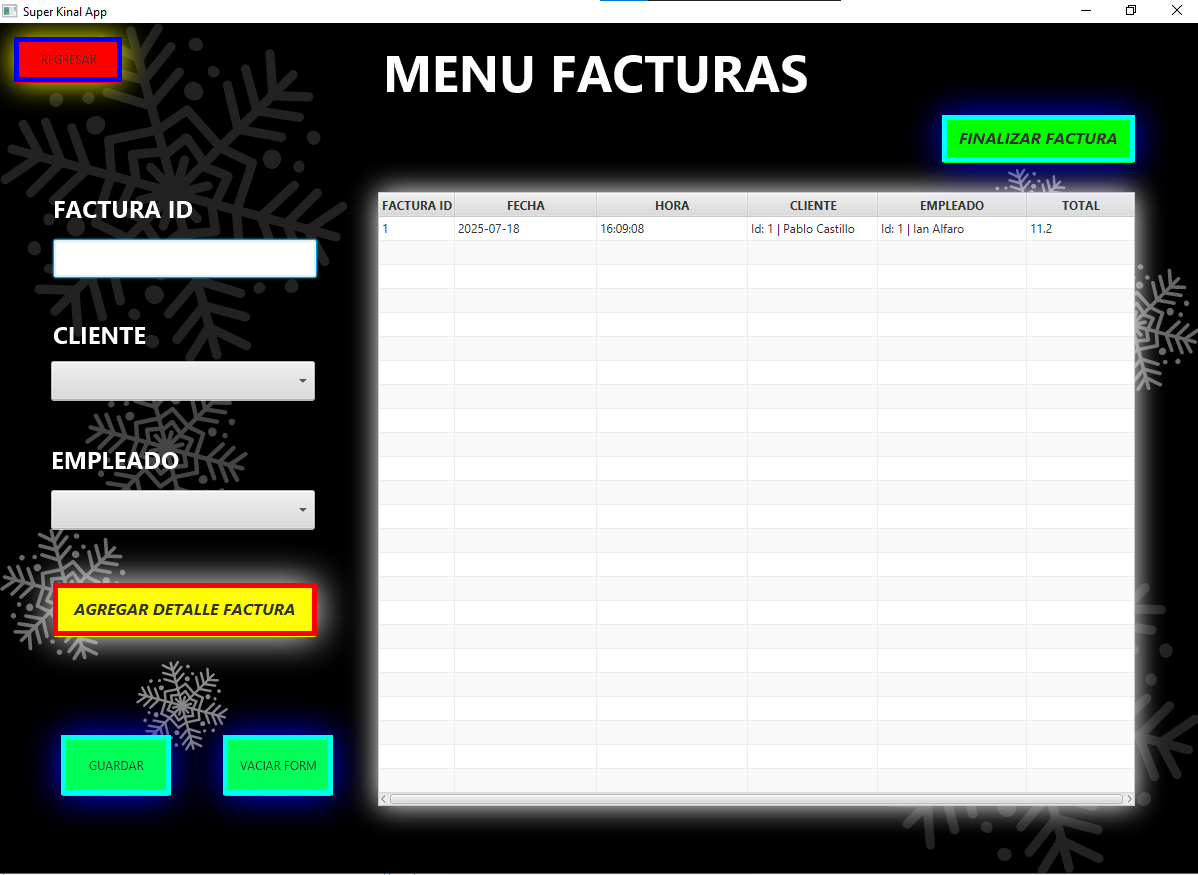 Super Kinal App
REGRESAR
MENU FACTURAS
FINALIZAR FACTURA
FACTURA ID
CLIENTE
EMPLEADO
AGREGAR DETALLE FACTURA
GUARDAR VACIAR FORM
FACTURA ID FECHA HORA CLIENTE EMPLEADO TOTAL
1 2025-07-18 16:09:08 Id: 1 | Pablo Castillo Id: 1 | Ian Alfaro 11.2